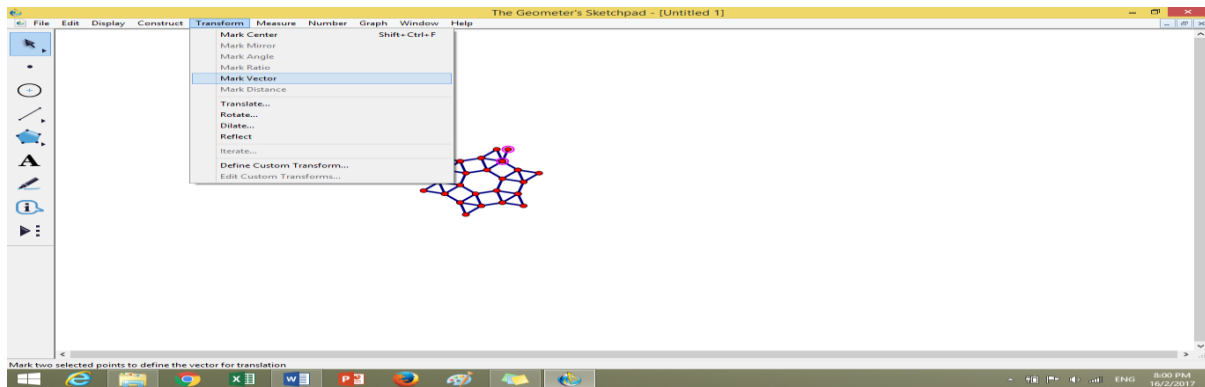 The Geometer's Sketchpad - [Untitled 1]
File Edit Display Construct Transform Measure Number Graph Window Help
Mark Center Shift+Ctrl+F
Mark Mirror
Mark Angle
Mark Ratio
Mark Vector
Mark Distance
Translate...
Rotate...
Dilate...
Reflect
Iterate...
Define Custom Transform...
Edit Custom Transforms...
A
Mark two selected points to define the vector for translation
ENG
8:00 PM
16/2/2017